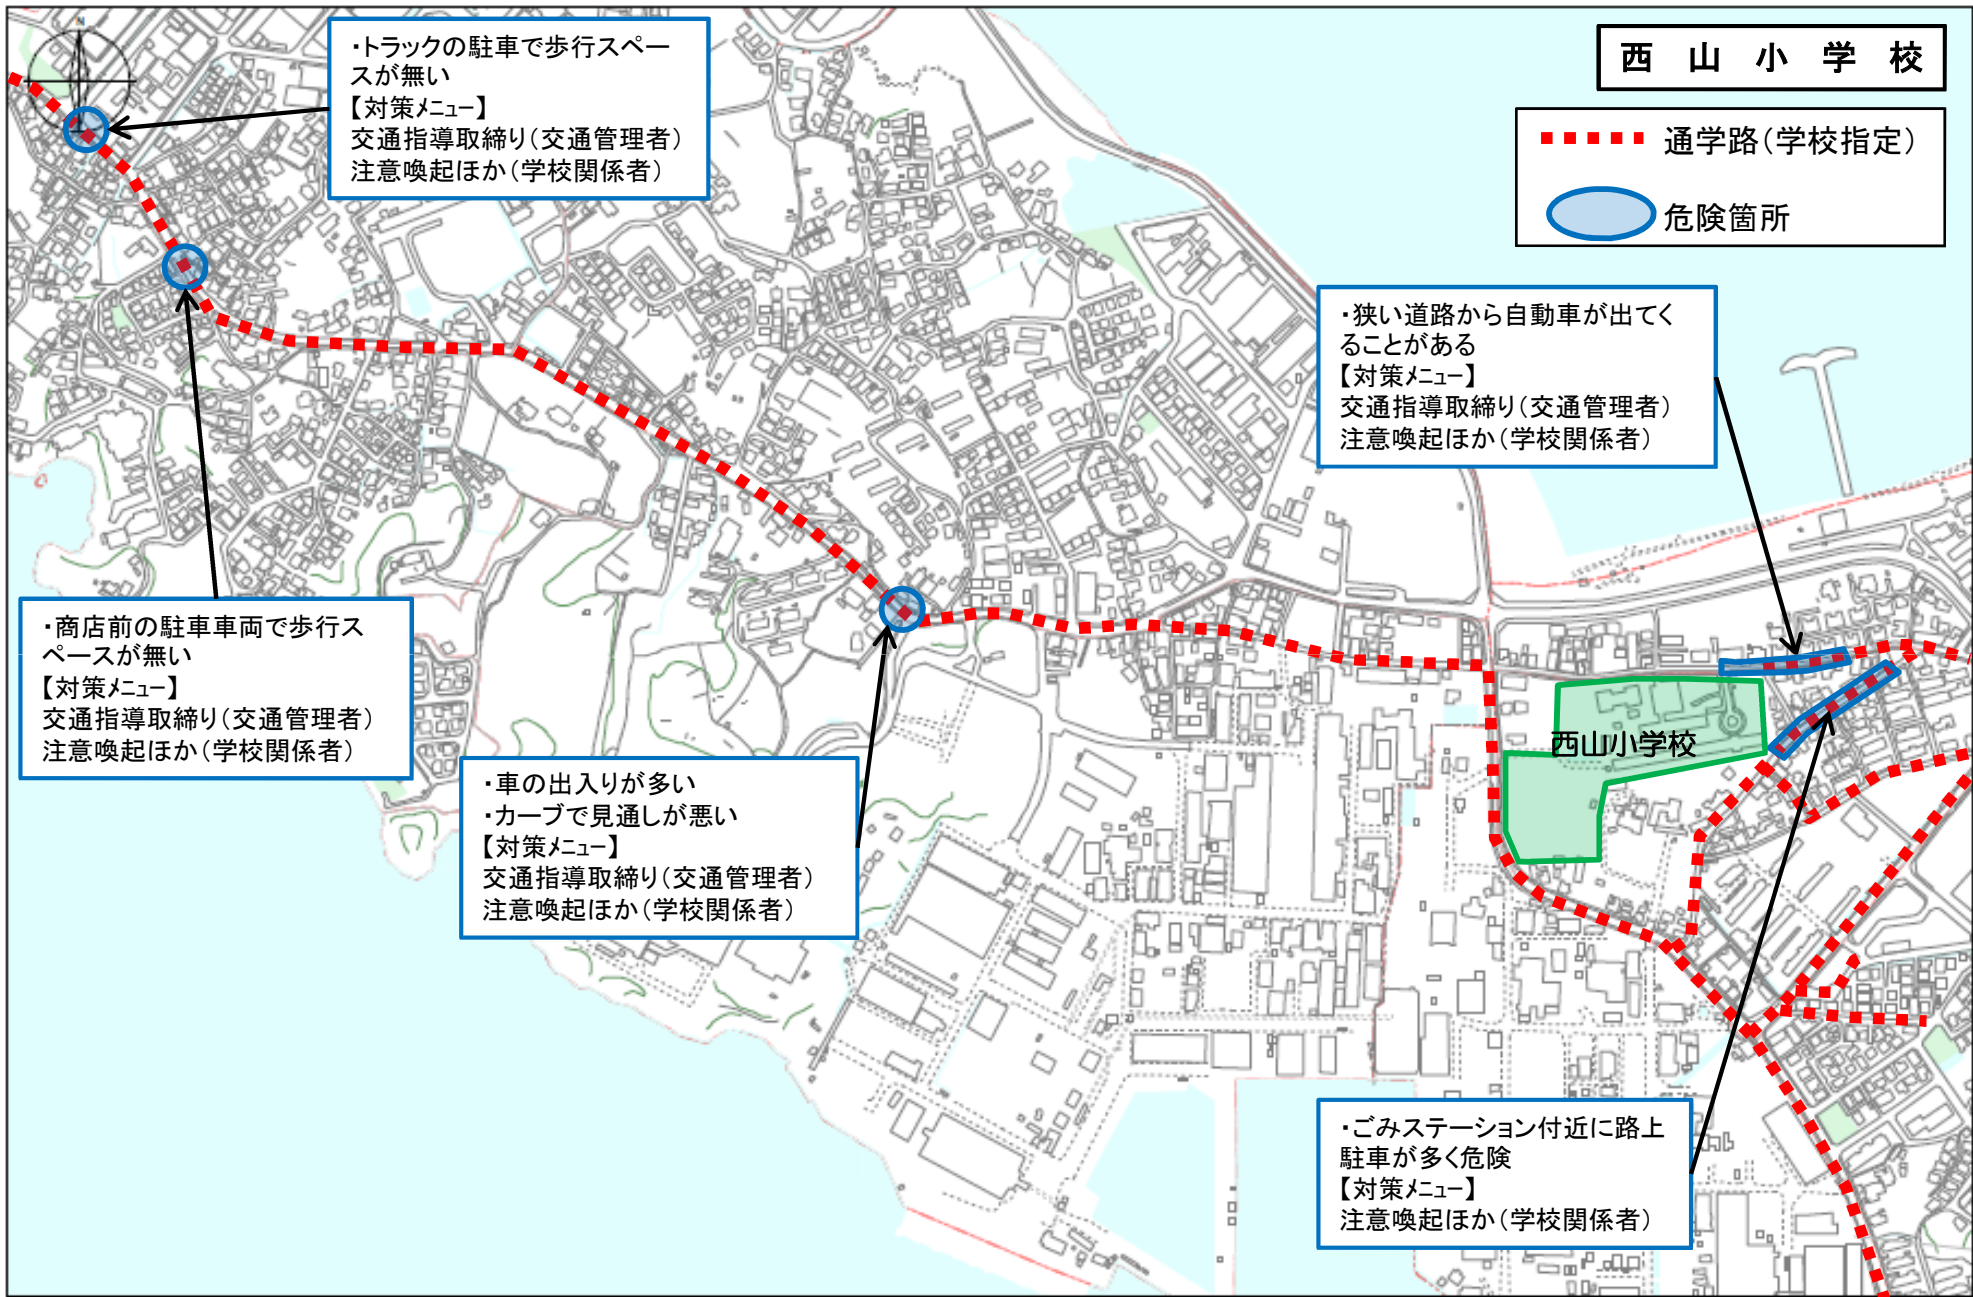 西山小学校
通学路(学校指定)
危険箇所
・トラックの駐車で歩行スペー
スが無い
【対策メニュー】
交通指導取締り(交通管理者)
注意喚起ほか(学校関係者)
・狭い道路から自動車が出てく
ることがある
【対策メニュー】
交通指導取締り(交通管理者)
注意喚起ほか(学校関係者)
・商店前の駐車車両で歩行ス
ペースが無い
【対策メニュー】
交通指導取締り(交通管理者)
注意喚起ほか(学校関係者)
西山小学校
・車の出入りが多い
・カーブで見通しが悪い
【対策メニュー】
交通指導取締り(交通管理者)
注意喚起ほか(学校関係者)
・ごみステーション付近に路上
駐車が多く危険
【対策メニュー】
注意喚起ほか(学校関係者)